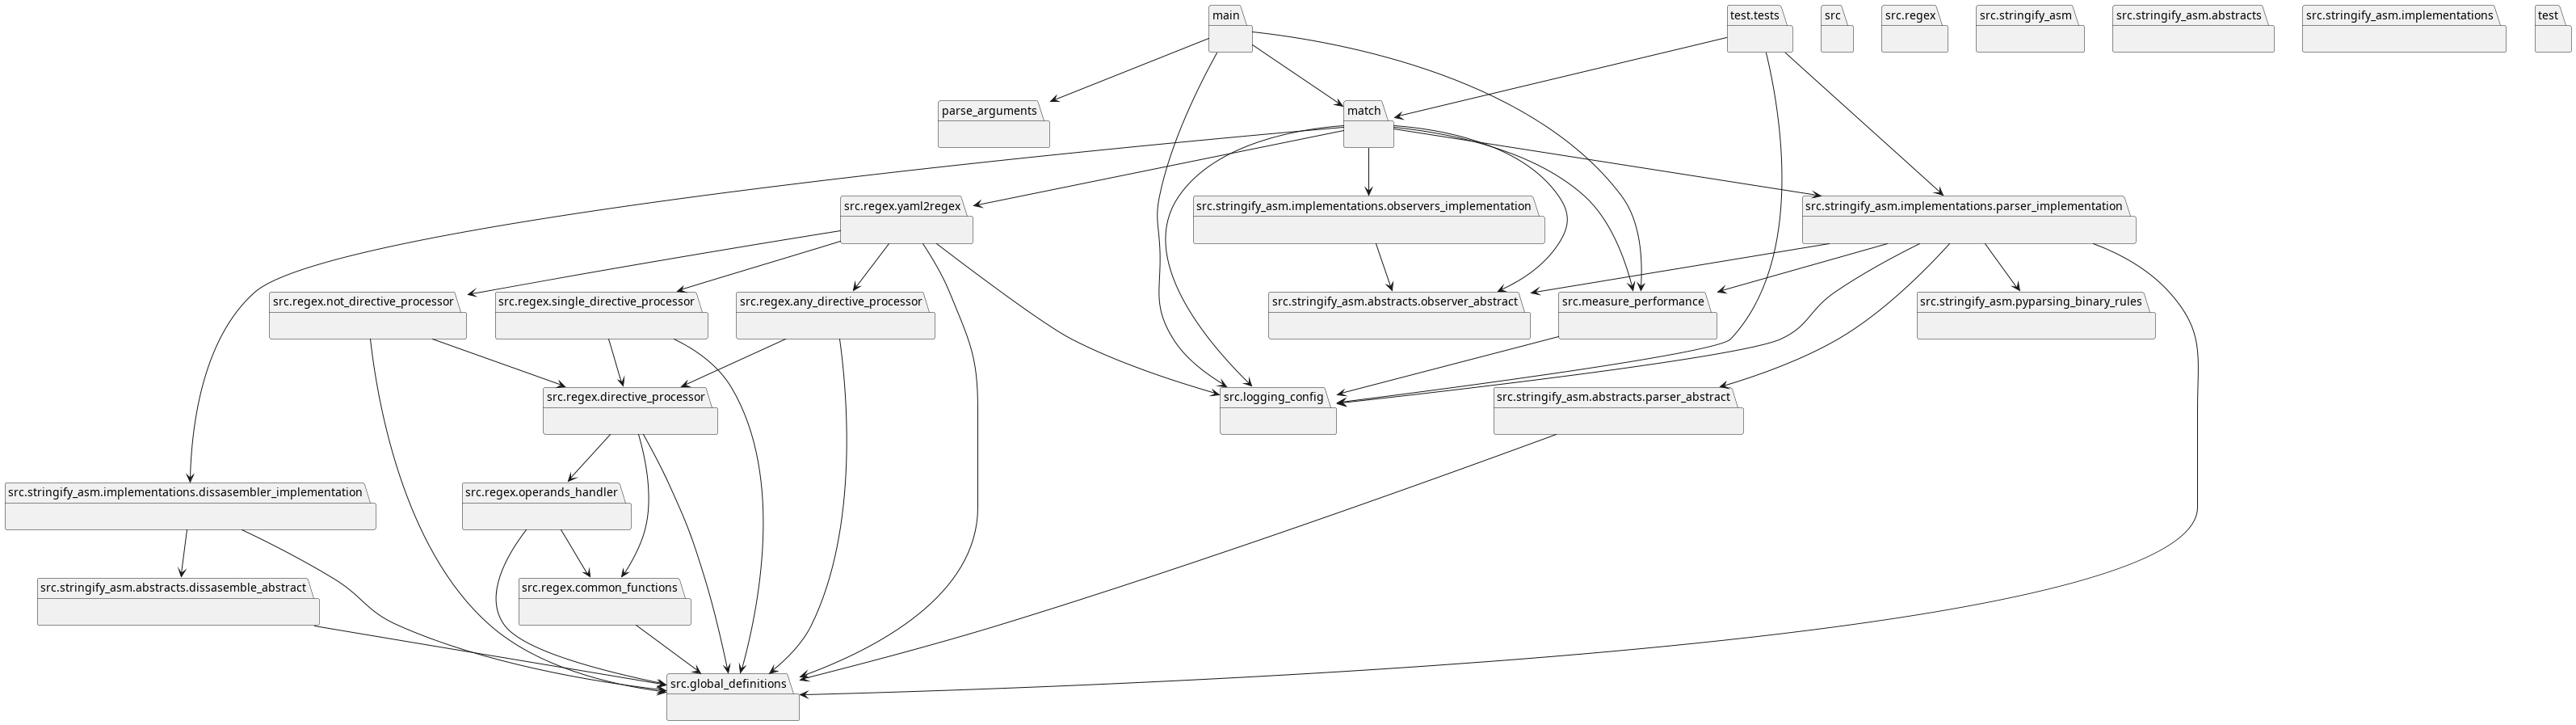 main
test.tests
src
src.regex
src.stringify_asm
src.stringify_asm.abstracts
src.stringify_asm.implementations
test
parse_arguments
match
src.regex.yaml2regex
src.stringify_asm.implementations.observers_implementation
src.stringify_asm.implementations.parser_implementation
src.regex.not_directive_processor
src.regex.single_directive_processor
src.regex.any_directive_processor
src.stringify_asm.abstracts.observer_abstract
src.measure_performance
src.stringify_asm.pyparsing_binary_rules
src.regex.directive_processor
src.logging_config
src.stringify_asm.abstracts.parser_abstract
src.stringify_asm.implementations.dissasembler_implementation
src.regex.operands_handler
src.stringify_asm.abstracts.dissasemble_abstract
src.regex.common_functions
src.global_definitions